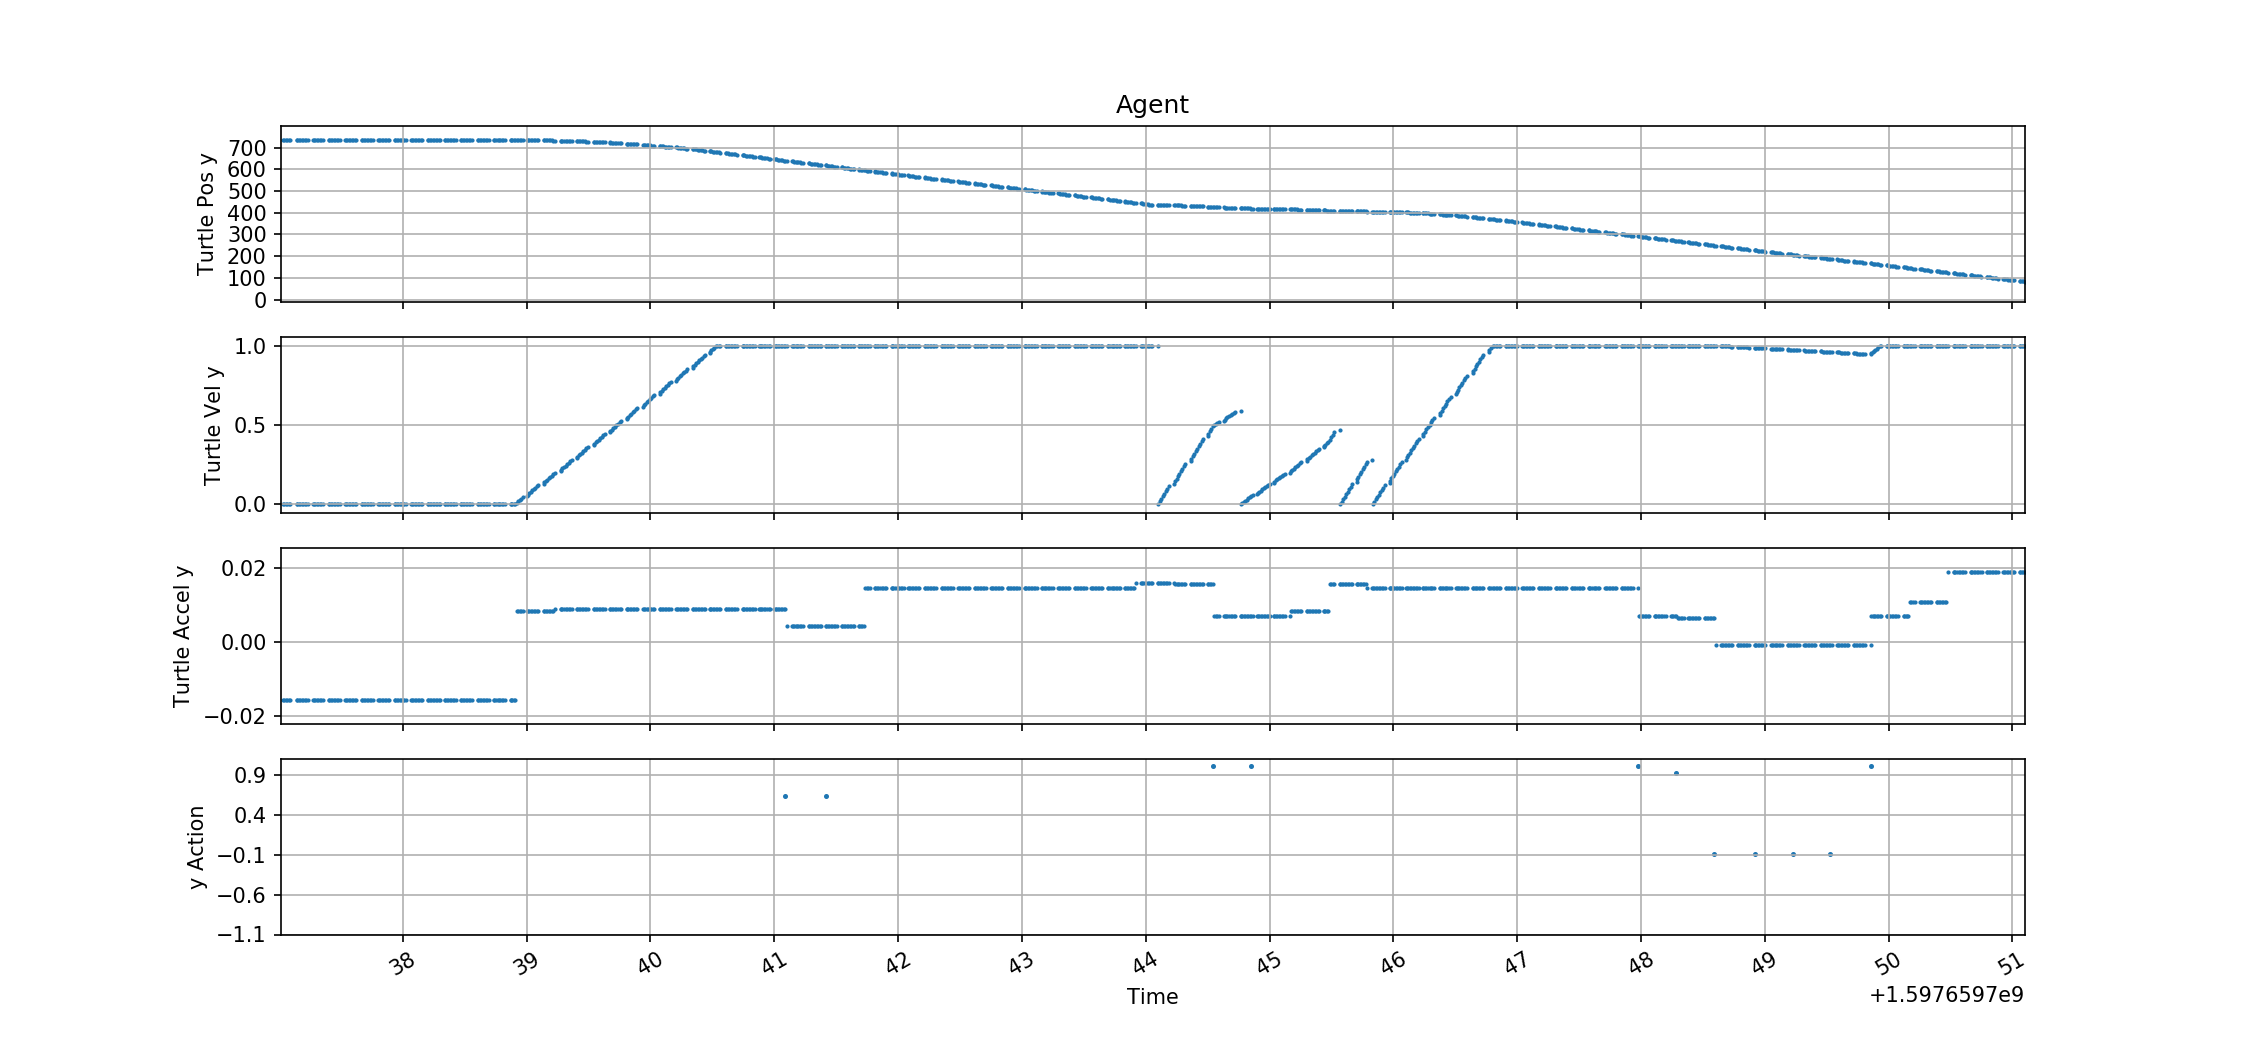 Agent
Turtle Pos y
700
600
500
400
300
200
100
0
Turtle Vel y
1.0
0.5
0.0
Turtle Accel y
0.02
0.00
−0.02
y Action
0.9
0.4
−0.1
−0.6
−1.1
38 39 40 41 42 43 44 45 46 47 48 49 50 51
Time
+1.5976597e9